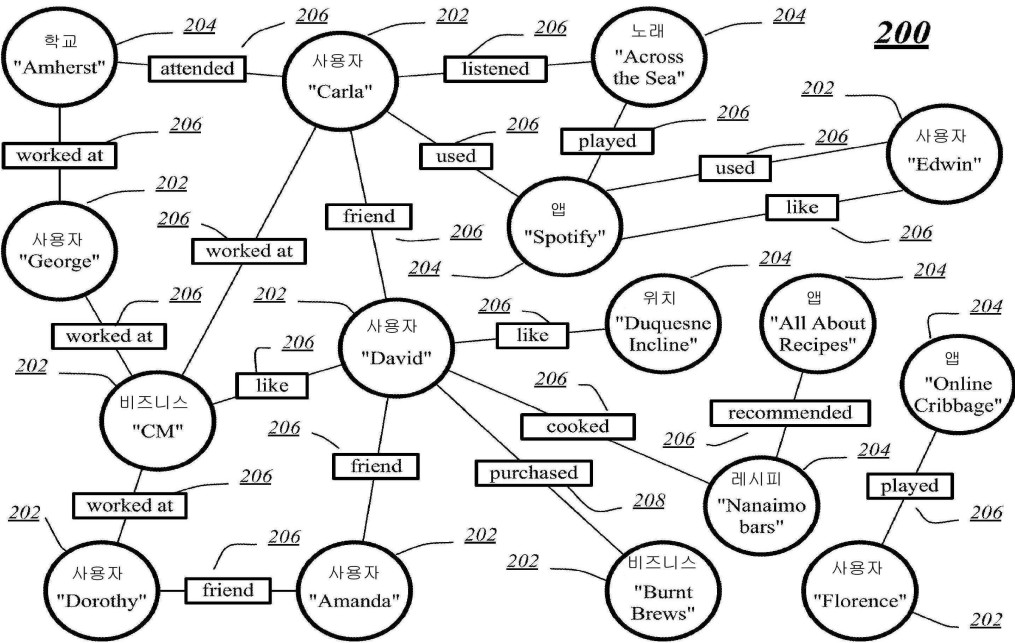 200
학교
"Amherst"
204
206
attended
202
사용자
"Carla"
206
listened
노래
"Across
the Sea"
204
206
worked at
206
used
played
206
202
사용자
"Edwin"
206
used
like
206
202
사용자
"George"
206
worked at
friend
206
앱
"Spotify"
204
206
worked at
202
사용자
"David"
206
like
204
위치
"Duquesne
Incline"
204
앱
"All About
Recipes"
204
앱
"Online
Cribbage"
202
비즈니스
"CM"
206
like
206
cooked
recommended
206
206
friend
purchased
208
레시피
"Nanaimo
bars"
204
played
206
206
worked at
202
사용자
"Dorothy"
206
friend
202
사용자
"Amanda"
202
비즈니스
"Burnt
Brews"
사용자
"Florence"
202